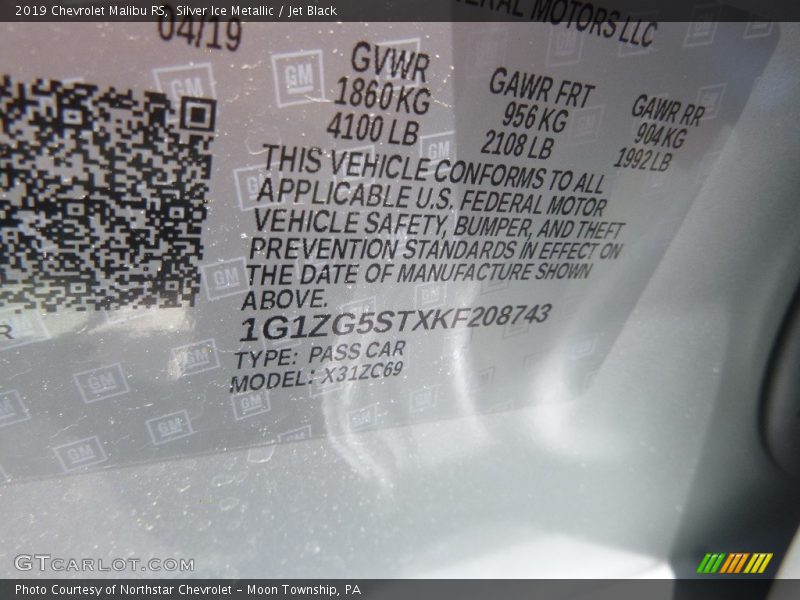 2019 Chevrolet Malibu RS, Silver Ice Metallic / Jet Black
04/19
GENERAL MOTORS LLC
GVWR GAWR FRT GAWR RR
1860 KG 956 KG 904 KG
4100 LB 2108 LB 1992 LB
THIS VEHICLE CONFORMS TO ALL
APPLICABLE U.S. FEDERAL MOTOR
VEHICLE SAFETY, BUMPER, AND THEFT
PREVENTION STANDARDS IN EFFECT ON
THE DATE OF MANUFACTURE SHOWN
ABOVE.
1G1ZG5STXKF208743
TYPE: PASS CAR
MODEL: X31ZC69
GTCARLOT.COM
Photo Courtesy of Northstar Chevrolet - Moon Township, PA